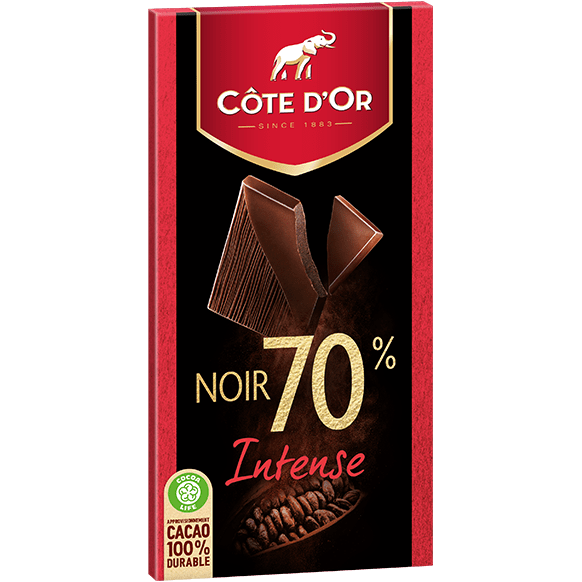 CÔTE D'OR
SINCE 1883
NOIR 70%
Intense
COCOA
LIFE
APPROVISIONNEMENT
CACAO
100%
DURABLE